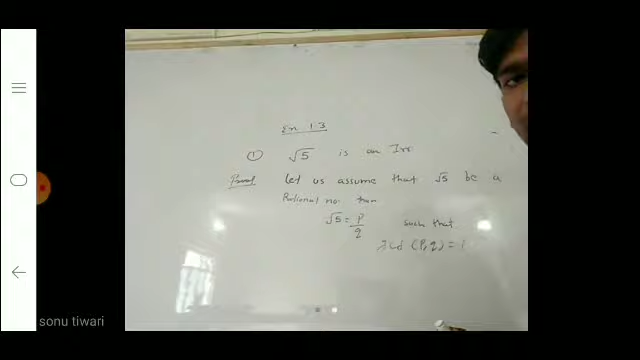 Ex 1.3
① √5 is an Irr
Proof Let us assume that √5 be a
Rational no. then
√5 = P/q such that
gcd (P, q) = 1
sonu tiwari